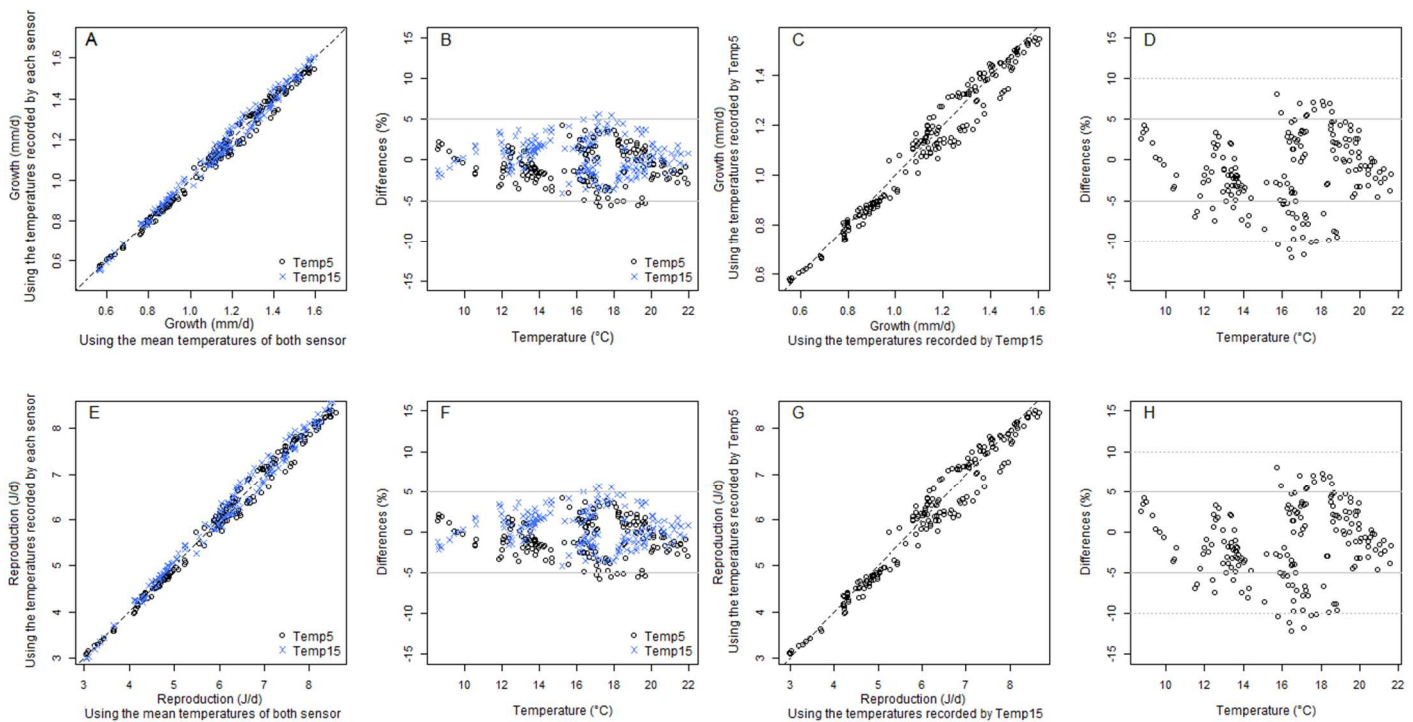 A
Growth (mm/d)
Using the temperatures recorded by each sensor
0.6 0.8 1.0 1.2 1.4 1.6
Temp5
Temp15
0.6 0.8 1.0 1.2 1.4 1.6
Growth (mm/d)
Using the mean temperatures of both sensor
B
Differences (%)
-15 -10 -5 0 5 10 15
10 12 14 16 18 20 22
Temperature (°C)
C
Growth (mm/d)
Using the temperatures recorded by Temp5
0.6 0.8 1.0 1.2 1.4
0.6 0.8 1.0 1.2 1.4 1.6
Growth (mm/d)
Using the temperatures recorded by Temp15
D
Differences (%)
-15 -10 -5 0 5 10 15
10 12 14 16 18 20 22
Temperature (°C)
E
Reproduction (J/d)
Using the temperatures recorded by each sensor
3 4 5 6 7 8
Temp5
Temp15
3 4 5 6 7 8
Reproduction (J/d)
Using the mean temperatures of both sensor
F
Differences (%)
-15 -10 -5 0 5 10 15
Temp5
Temp15
10 12 14 16 18 20 22
Temperature (°C)
G
Reproduction (J/d)
Using the temperatures recorded by Temp5
3 4 5 6 7 8
3 4 5 6 7 8
Reproduction (J/d)
Using the temperatures recorded by Temp15
H
Differences (%)
-15 -10 -5 0 5 10 15
10 12 14 16 18 20 22
Temperature (°C)